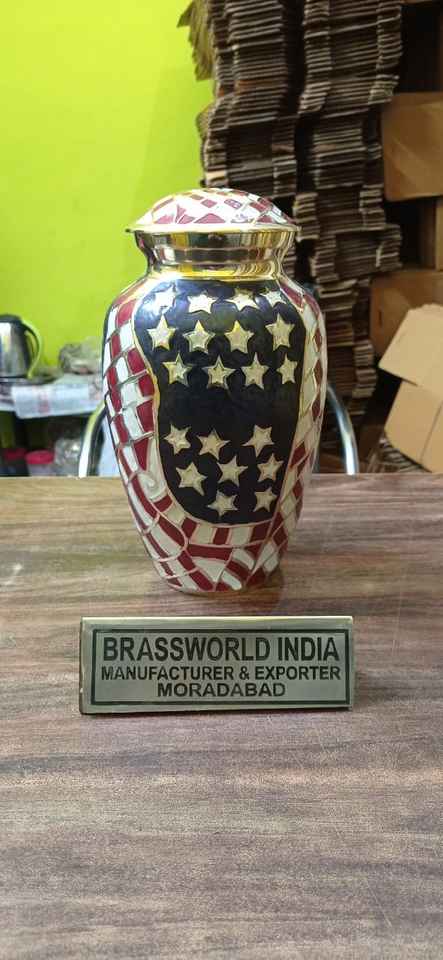 BRASSWORLD INDIA
MANUFACTURER & EXPORTER
MORADABAD